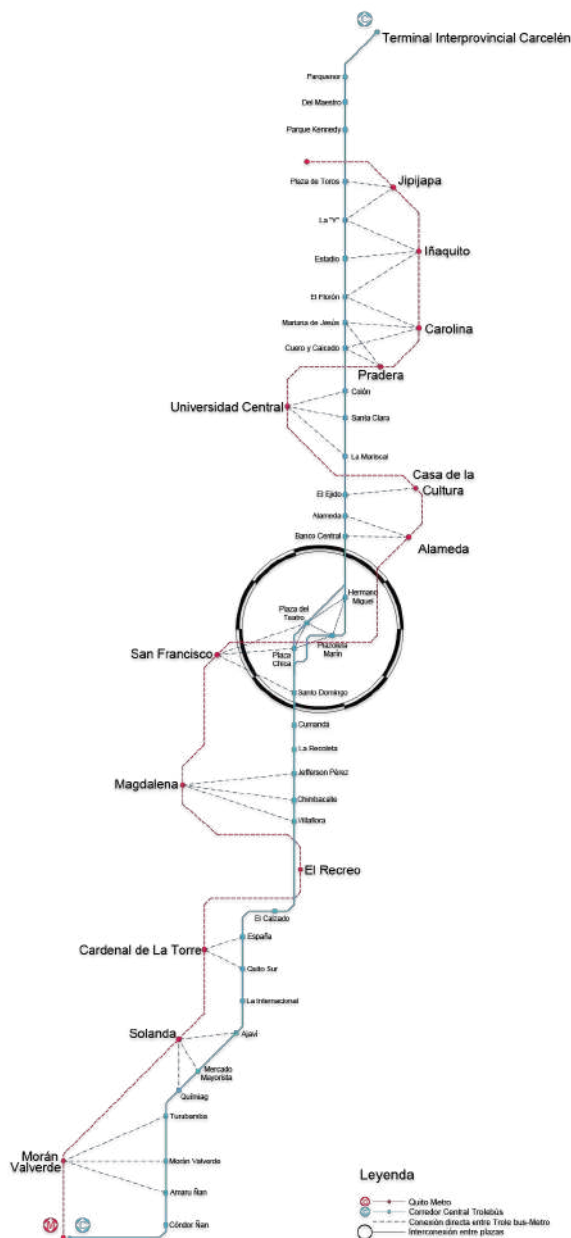 C
Terminal Interprovincial Carcelén
Parquenor
Del Maestro
Parque Kennedy
Plaza de Toros
Jipijapa
La "Y"
Iñaquito
Estadio
El Florón
Mariana de Jesús
Carolina
Cuero y Caicedo
Pradera
Colón
Universidad Central
Santa Clara
La Mariscal
Casa de la
Cultura
El Ejido
Alameda
Banco Central
Alameda
Hermano
Miguel
Plaza del
Teatro
Plazoleta
Marín
San Francisco
Placa
Chica
Santo Domingo
Cumandá
La Recoleta
Jefferson Pérez
Magdalena
Chimbacalle
Villaflora
El Recreo
El Calzado
España
Cardenal de La Torre
Quito Sur
La Internacional
Solanda
Ajaví
Mercado
Mayorista
Quimiag
Turubamba
Morán
Valverde
Morán Valverde
Amaru Ñan
Cóndor Ñan
M C
Leyenda
M Quito Metro
C Corredor Central Trolebús
Conexión directa entre Trole bus-Metro
Interconexión entre plazas